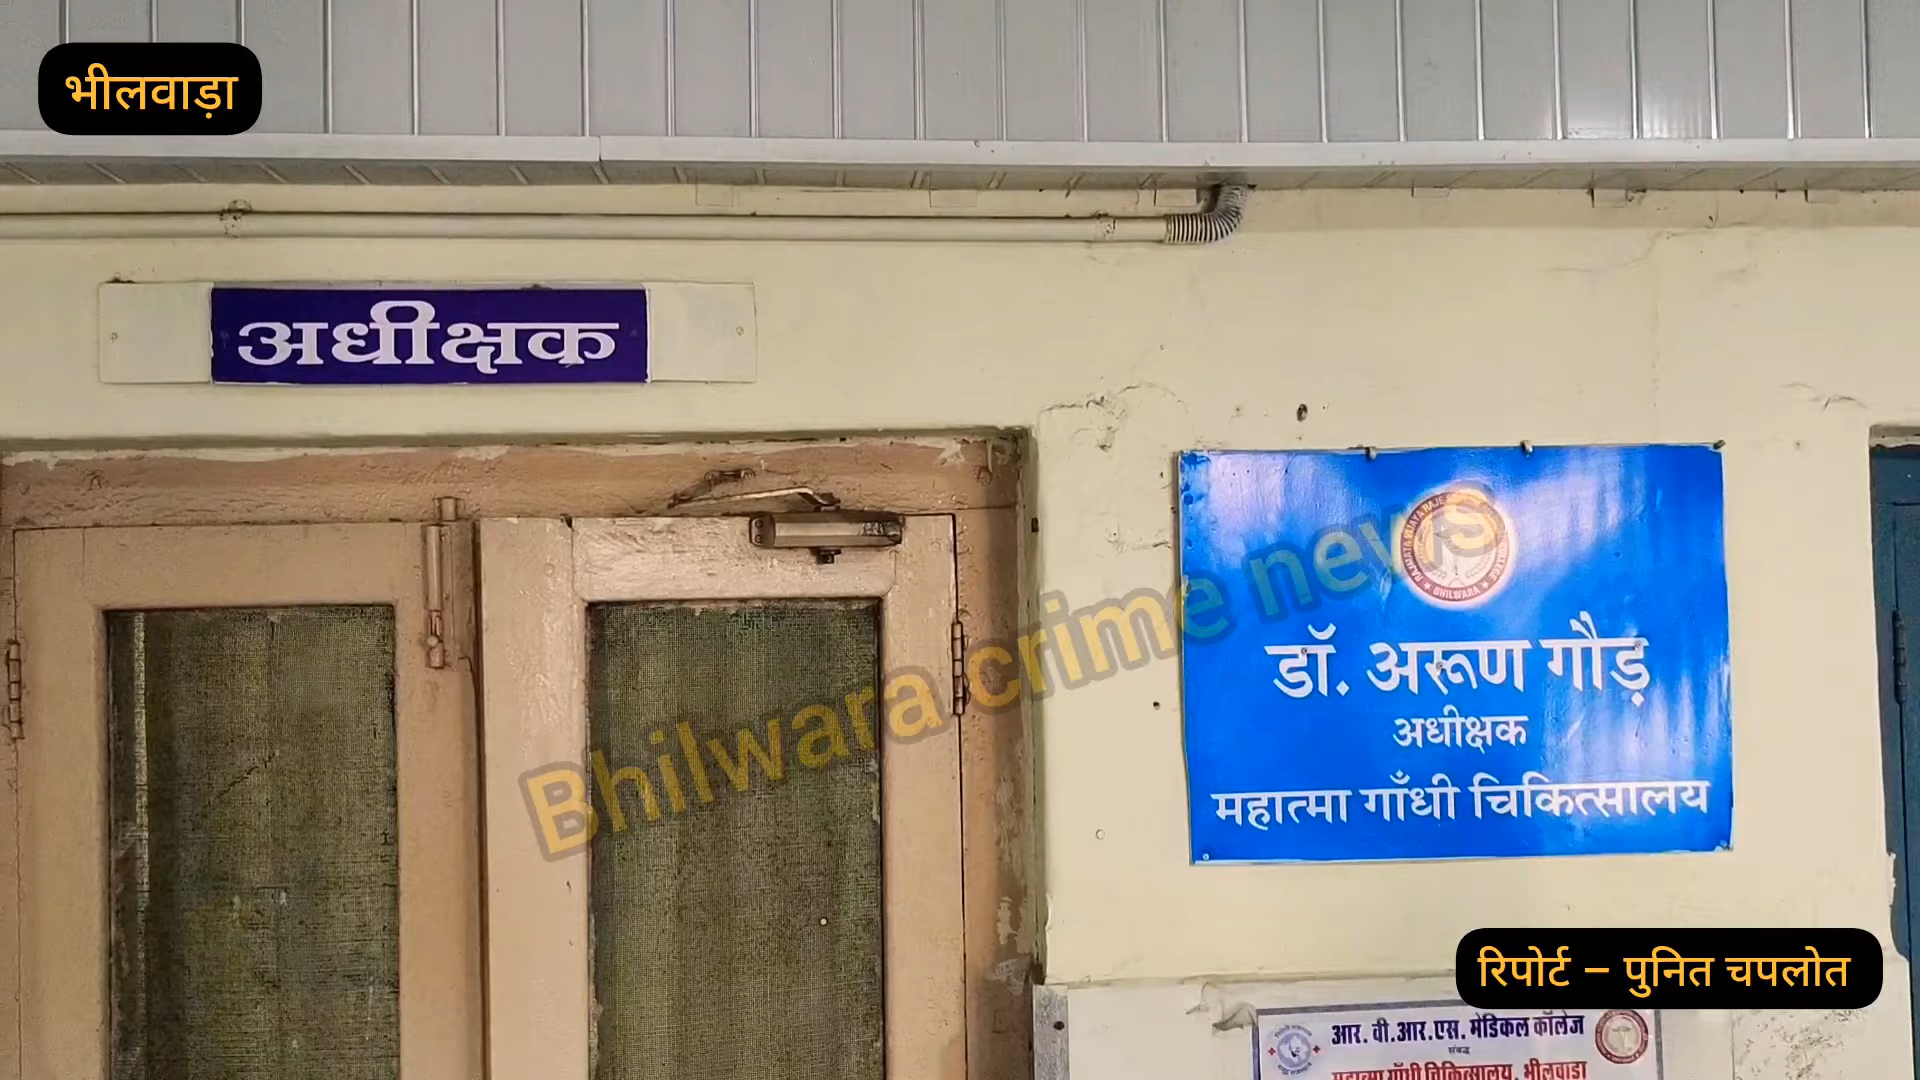 भीलवाड़ा
अधीक्षक
डॉ. अरूण गौड़
अधीक्षक
महात्मा गाँधी चिकित्सालय
Bhilwara crime news
रिपोर्ट – पुनित चपलोत
आर. वी.आर.एस. मेडिकल कॉलेज
संबद्ध
महात्मा गाँधी चिकित्सालय, भीलवाड़ा